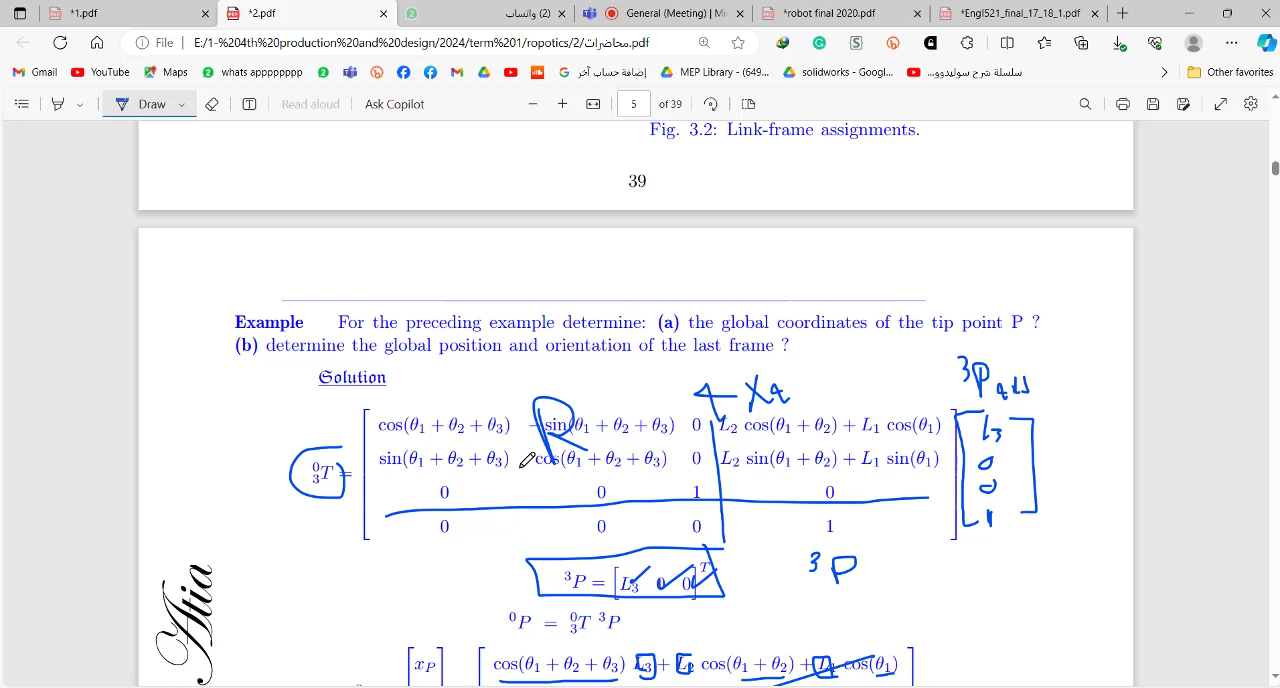 *1.pdf
*2.pdf
(2) واتساب
General (Meeting) | Mi
*robot final 2020.pdf
*Engl521_final_17_18_1.pdf
File
E:/1-%204th%20production%20and%20design/2024/term%201/ropotics/2/محاضرات.pdf
Gmail
YouTube
Maps
whats apppppppp
إضافة حساب آخر
MEP Library - (649...
solidworks - Googl...
سلسلة شرح سوليدوو...
Other favorites
Draw
Read aloud
Ask Copilot
5
of 39
Fig. 3.2: Link-frame assignments.
39
Example For the preceding example determine: (a) the global coordinates of the tip point P ?
(b) determine the global position and orientation of the last frame ?
Solution
³P
4 ← X4
R
cos(θ₁ + θ₂ + θ₃) − sin(θ₁ + θ₂ + θ₃) 0 L₂ cos(θ₁ + θ₂) + L₁ cos(θ₁)
L3
⁰₃T = sin(θ₁ + θ₂ + θ₃) cos(θ₁ + θ₂ + θ₃) 0 L₂ sin(θ₁ + θ₂) + L₁ sin(θ₁)
0
0 0 1 0
0
0 0 0 1
1
³P = [L₃ 0 0]ᵀ
³P
⁰P = ⁰₃T ³P
Atia
x_P cos(θ₁ + θ₂ + θ₃) L₃ + L₂ cos(θ₁ + θ₂) + L₁ cos(θ₁)